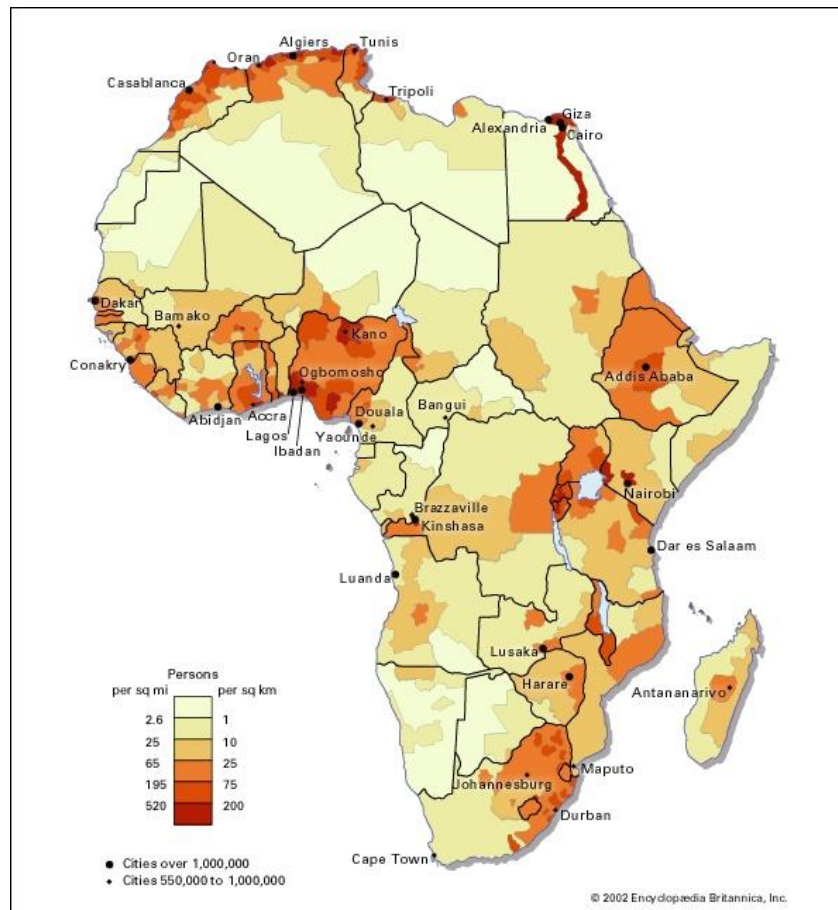 Algiers
Tunis
Oran
Casablanca
Tripoli
Giza
Alexandria
Cairo
Dakar
Bamako
Kano
Conakry
Ogbomosho
Addis Ababa
Douala
Bangui
Abidjan
Accra
Lagos
Yaounde
Ibadan
Nairobi
Brazzaville
Kinshasa
Dar es Salaam
Luanda
Lusaka
Harare
Antananarivo
Maputo
Johannesburg
Durban
Cape Town
Persons
per sq mi per sq km
2.6 1
25 10
65 25
195 75
520 200
Cities over 1,000,000
Cities 550,000 to 1,000,000
© 2002 Encyclopædia Britannica, Inc.